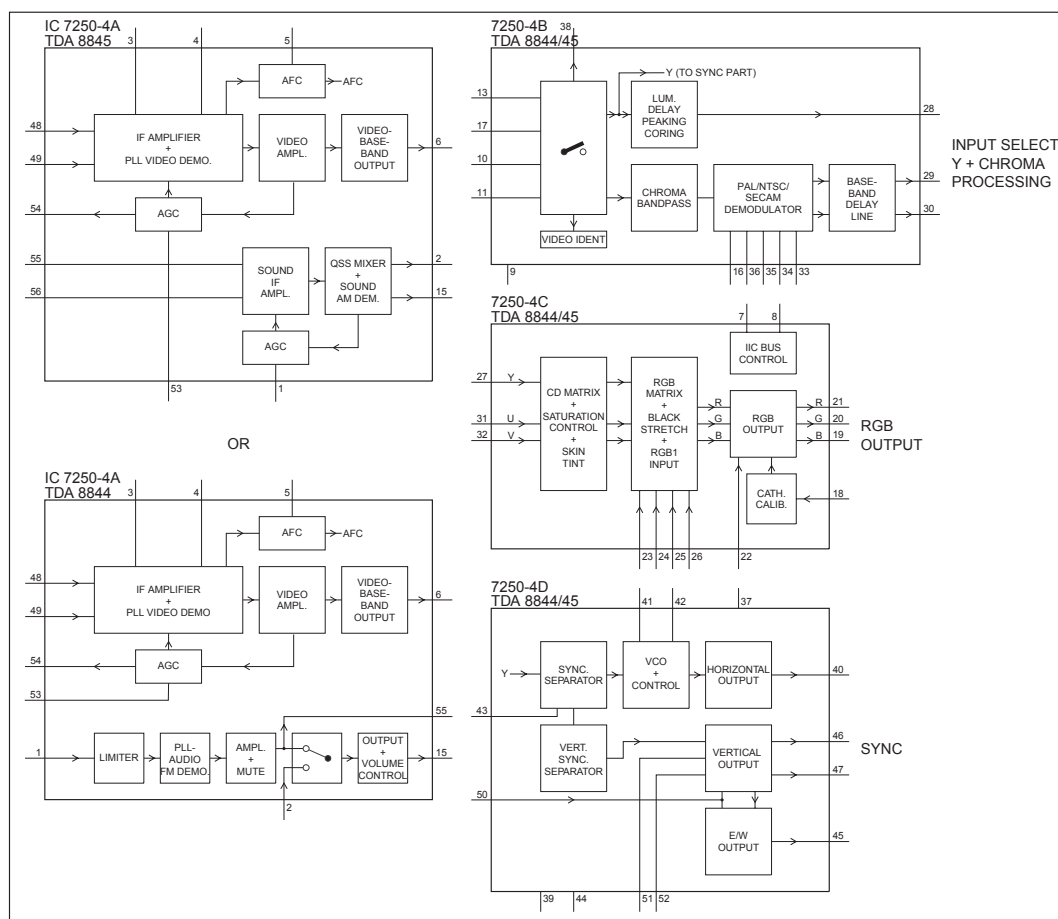 IC 7250-4A
TDA 8845
3
4
5
AFC
AFC
48
49
IF AMPLIFIER
+
PLL VIDEO DEMO.
VIDEO
AMPL.
VIDEO-
BASE-
BAND
OUTPUT
6
54
AGC
55
56
SOUND
IF
AMPL.
QSS MIXER
+
SOUND
AM DEM.
2
15
AGC
53
1
OR
IC 7250-4A
TDA 8844
3
4
5
AFC
AFC
48
49
IF AMPLIFIER
+
PLL VIDEO DEMO
VIDEO
AMPL.
VIDEO-
BASE-
BAND
OUTPUT
6
54
AGC
53
55
1
LIMITER
PLL-
AUDIO
FM DEMO.
AMPL.
+
MUTE
OUTPUT
+
VOLUME
CONTROL
15
2
7250-4B
TDA 8844/45
38
Y (TO SYNC PART)
13
17
10
11
LUM.
DELAY
PEAKING
CORING
28
CHROMA
BANDPASS
PAL/NTSC/
SECAM
DEMODULATOR
BASE-
BAND
DELAY
LINE
29
30
VIDEO IDENT
9
16
36
35
34
33
INPUT SELECT
Y + CHROMA
PROCESSING
7250-4C
TDA 8844/45
7
8
IIC BUS
CONTROL
27
Y
31
U
32
V
CD MATRIX
+
SATURATION
CONTROL
+
SKIN
TINT
RGB
MATRIX
+
BLACK
STRETCH
+
RGB1
INPUT
R
G
B
RGB
OUTPUT
R
G
B
21
20
19
RGB
OUTPUT
CATH.
CALIB.
18
23
24
25
26
22
7250-4D
TDA 8844/45
41
42
37
Y
SYNC.
SEPARATOR
VCO
+
CONTROL
HORIZONTAL
OUTPUT
40
43
VERT.
SYNC.
SEPARATOR
VERTICAL
OUTPUT
46
47
SYNC
50
E/W
OUTPUT
45
39
44
51
52